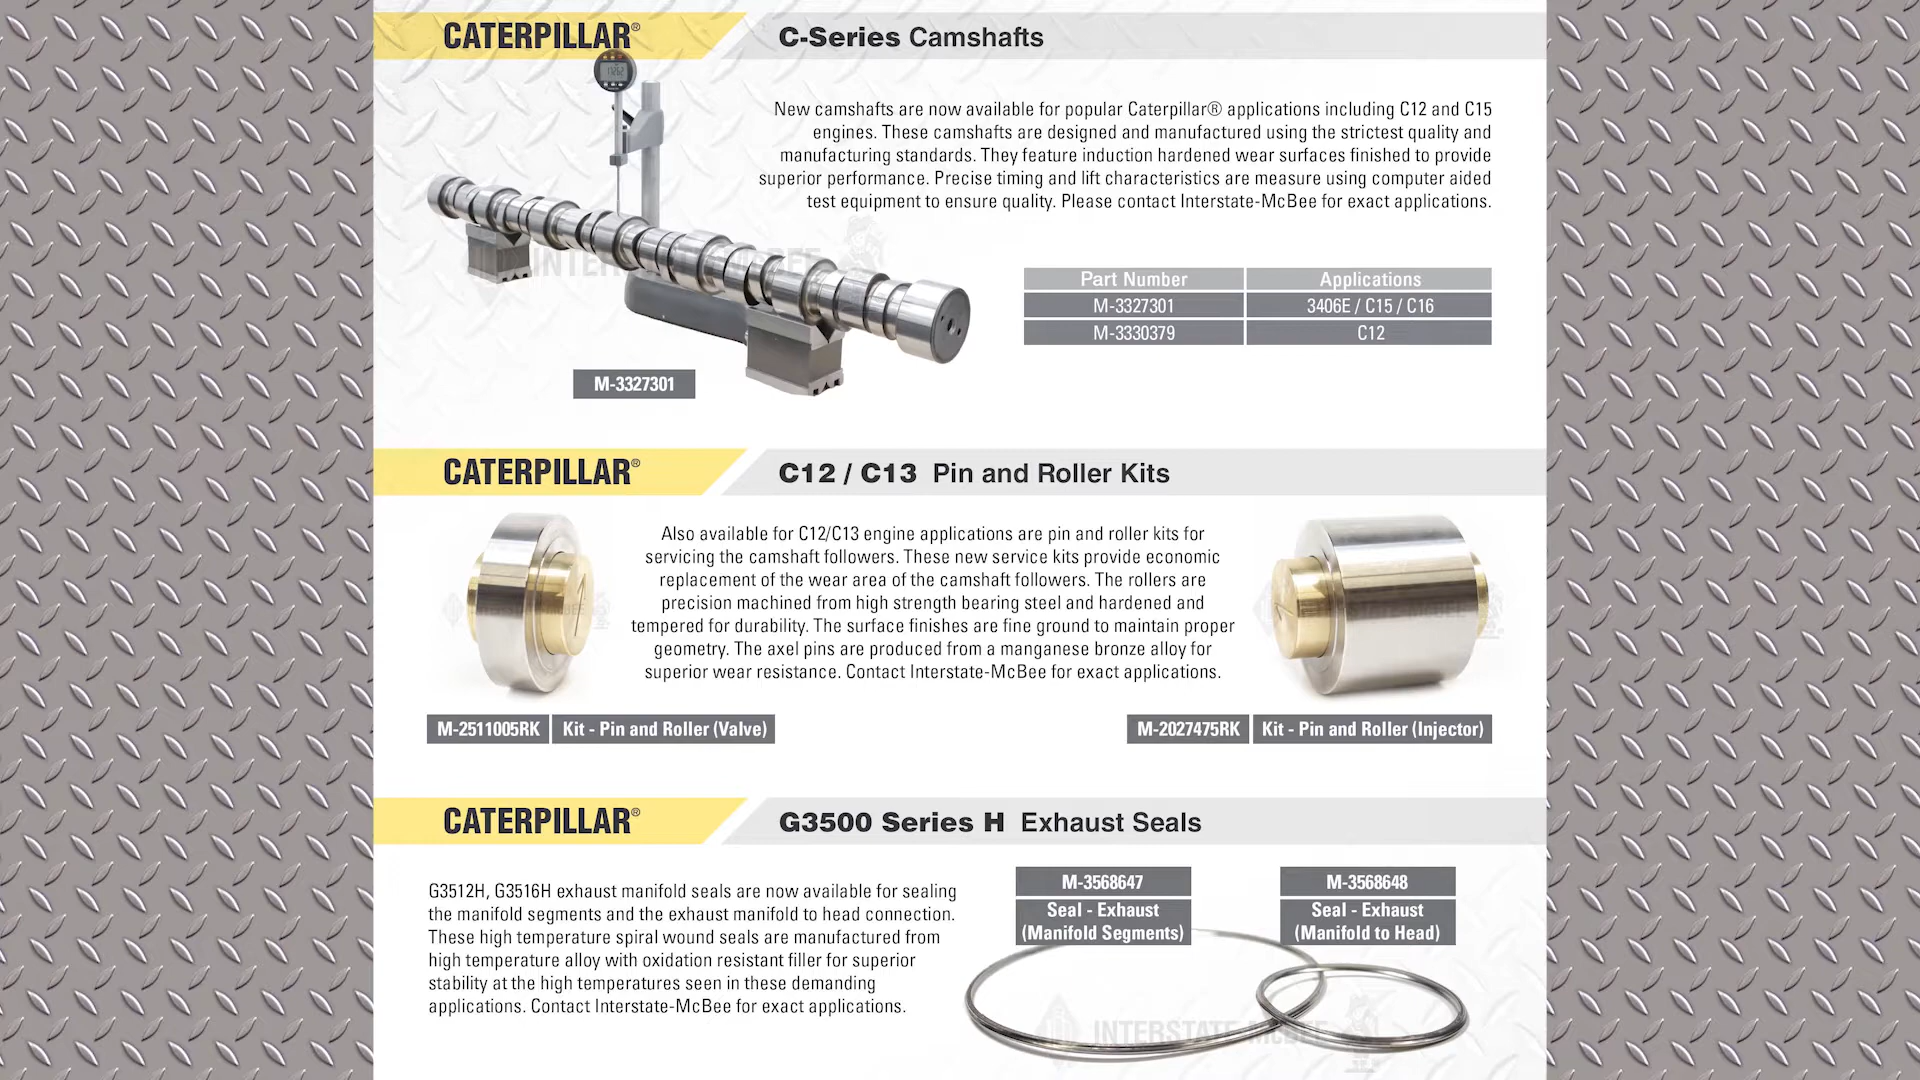 CATERPILLAR®
C-Series Camshafts
New camshafts are now available for popular Caterpillar® applications including C12 and C15
engines. These camshafts are designed and manufactured using the strictest quality and
manufacturing standards. They feature induction hardened wear surfaces finished to provide
superior performance. Precise timing and lift characteristics are measure using computer aided
test equipment to ensure quality. Please contact Interstate-McBee for exact applications.
Part Number Applications
M-3327301 3406E / C15 / C16
M-3330379 C12
M-3327301
CATERPILLAR®
C12 / C13 Pin and Roller Kits
Also available for C12/C13 engine applications are pin and roller kits for
servicing the camshaft followers. These new service kits provide economic
replacement of the wear area of the camshaft followers. The rollers are
precision machined from high strength bearing steel and hardened and
tempered for durability. The surface finishes are fine ground to maintain proper
geometry. The axel pins are produced from a manganese bronze alloy for
superior wear resistance. Contact Interstate-McBee for exact applications.
M-2511005RK Kit - Pin and Roller (Valve)
M-2027475RK Kit - Pin and Roller (Injector)
CATERPILLAR®
G3500 Series H Exhaust Seals
G3512H, G3516H exhaust manifold seals are now available for sealing
the manifold segments and the exhaust manifold to head connection.
These high temperature spiral wound seals are manufactured from
high temperature alloy with oxidation resistant filler for superior
stability at the high temperatures seen in these demanding
applications. Contact Interstate-McBee for exact applications.
M-3568647
Seal - Exhaust
(Manifold Segments)
M-3568648
Seal - Exhaust
(Manifold to Head)
INTERSTATE-McBEE